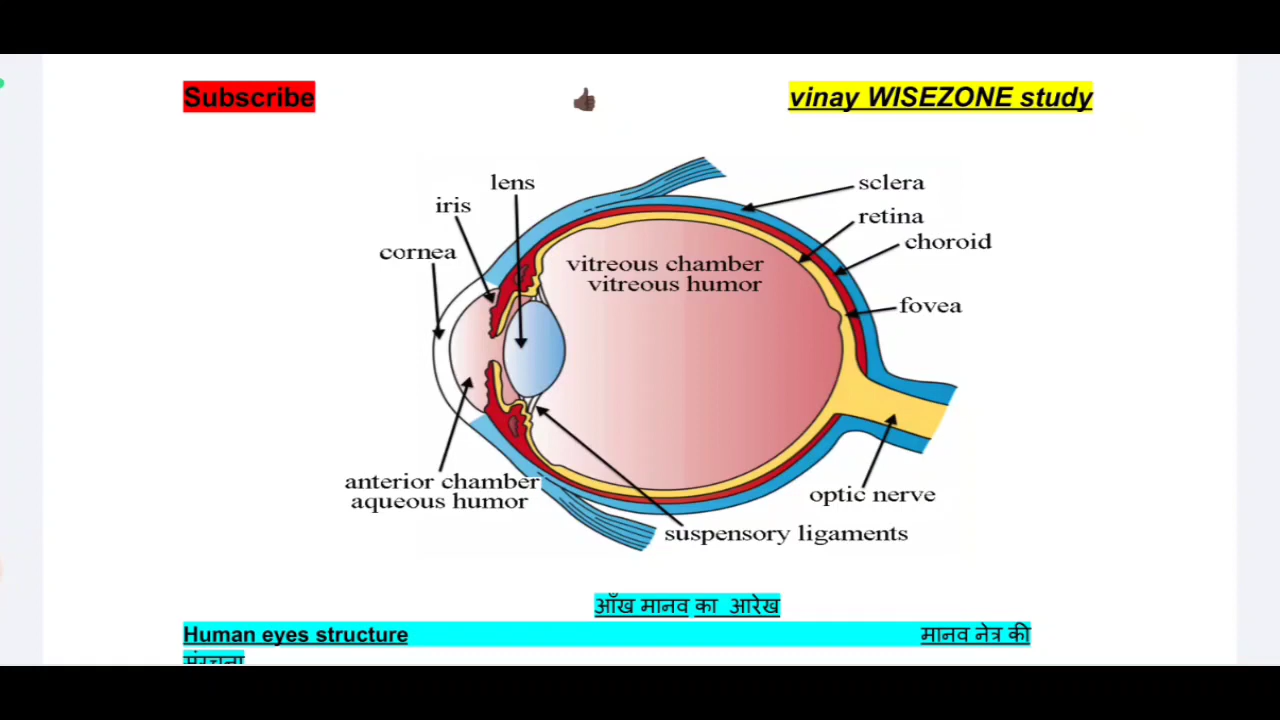 Subscribe 👍🏿 vinay WISEZONE study
lens
sclera
iris
retina
cornea
choroid
vitreous chamber
vitreous humor
fovea
anterior chamber
aqueous humor
optic nerve
suspensory ligaments
आँख मानव का आरेख
Human eyes structure मानव नेत्र की
संरचना